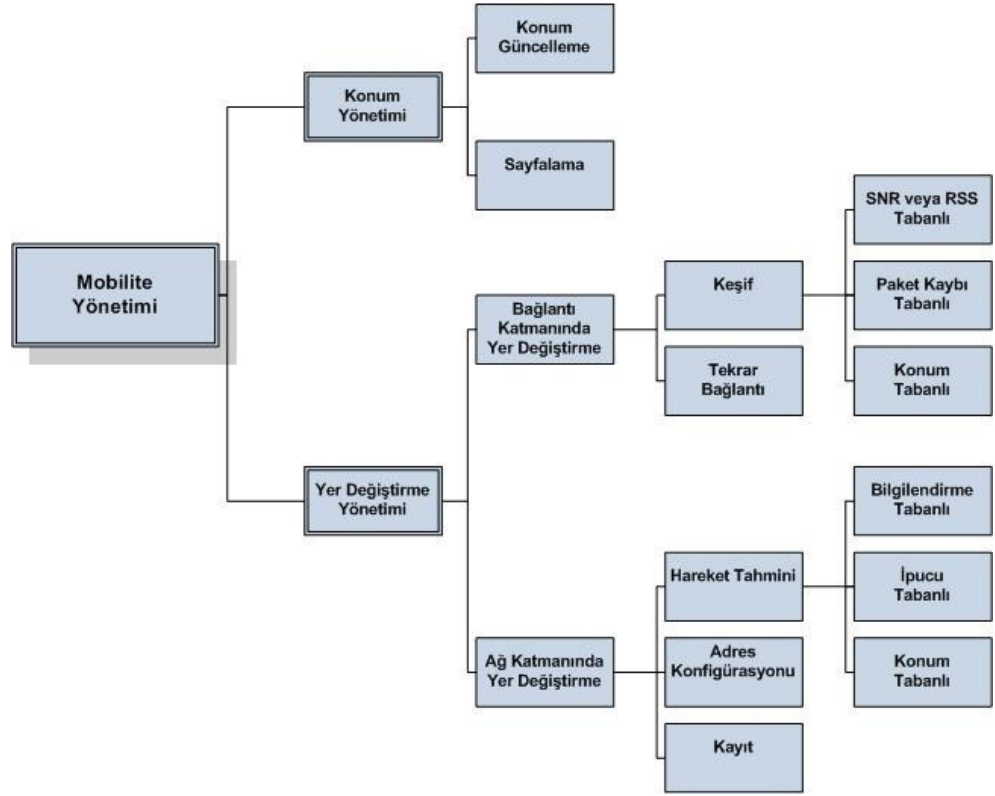 Mobilite
Yönetimi
Konum
Yönetimi
Konum
Güncelleme
Sayfalama
Yer Değiştirme
Yönetimi
Bağlantı
Katmanında
Yer Değiştirme
Keşif
SNR veya RSS
Tabanlı
Paket Kaybı
Tabanlı
Konum
Tabanlı
Tekrar
Bağlantı
Ağ Katmanında
Yer Değiştirme
Hareket Tahmini
Bilgilendirme
Tabanlı
İpucu
Tabanlı
Konum
Tabanlı
Adres
Konfigürasyonu
Kayıt